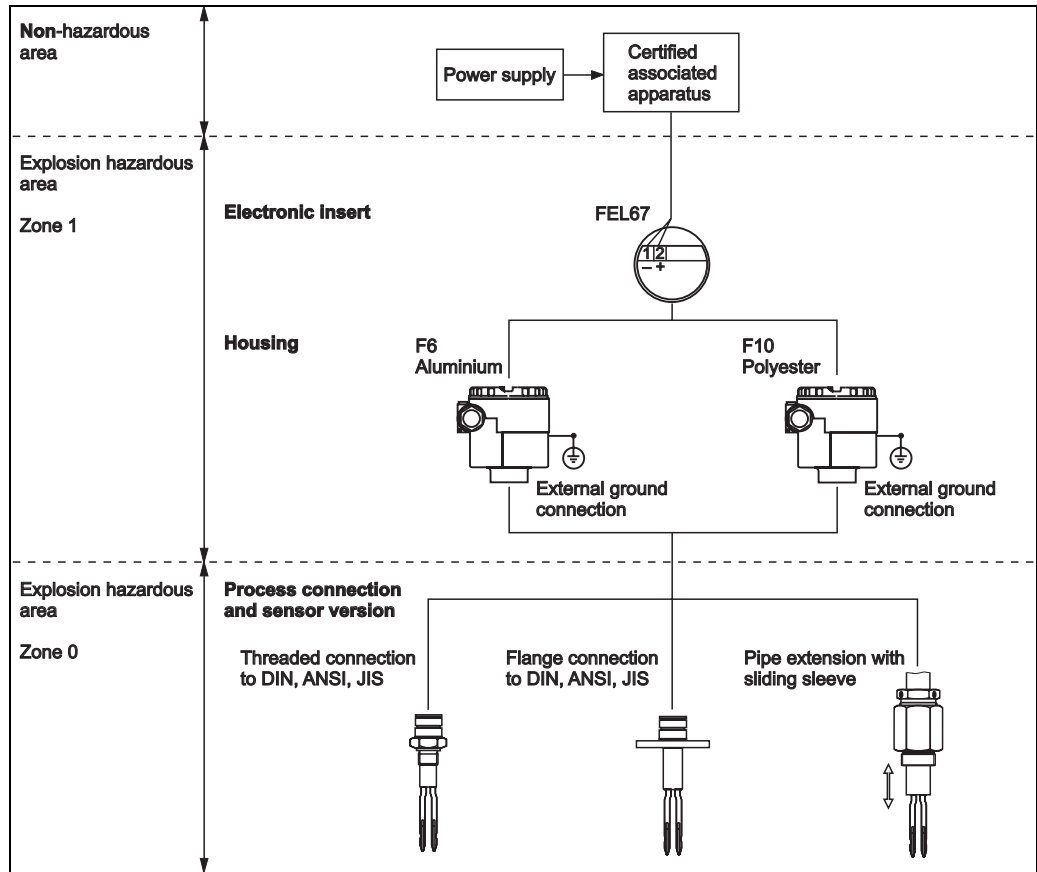 Non-hazardous
area
Power supply
Certified
associated
apparatus
Explosion hazardous
area
Zone 1
Electronic insert
FEL67
1 2
– +
Housing
F6
Aluminium
F10
Polyester
External ground
connection
External ground
connection
Explosion hazardous
area
Zone 0
Process connection
and sensor version
Threaded connection
to DIN, ANSI, JIS
Flange connection
to DIN, ANSI, JIS
Pipe extension with
sliding sleeve